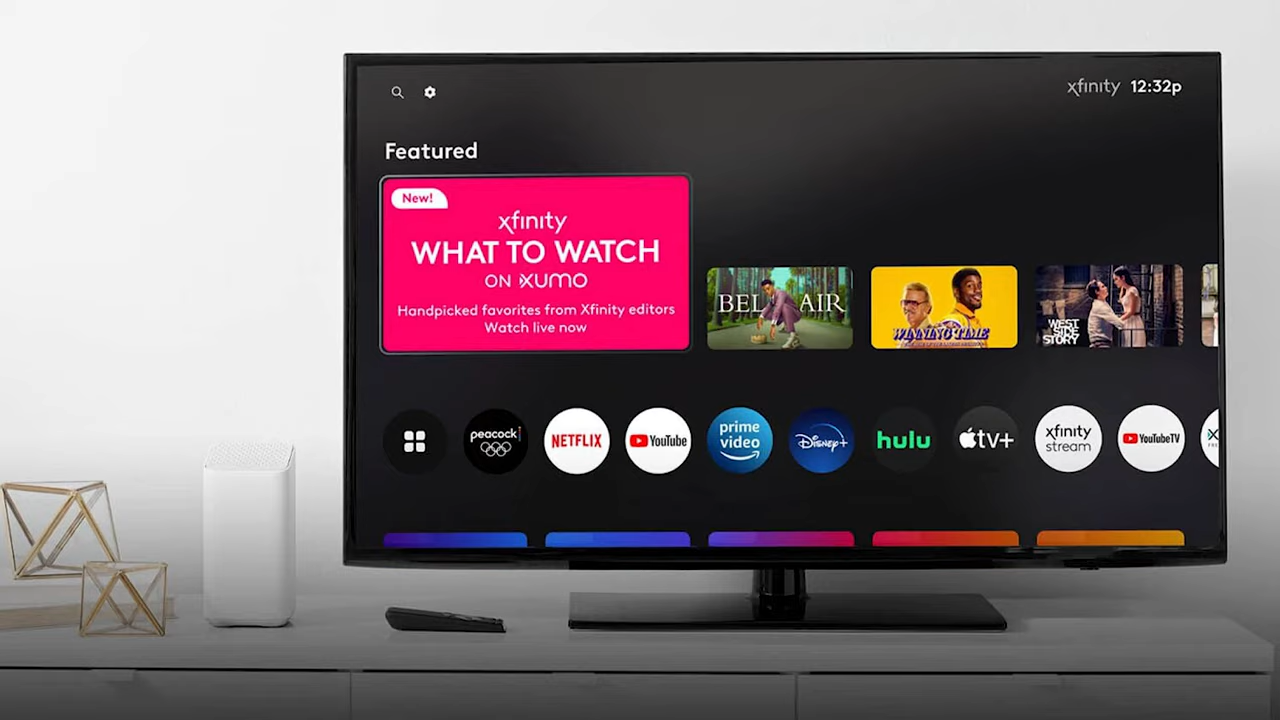 xfinity 12:32p
Featured
New!
xfinity
WHAT TO WATCH
ON XUMO
Handpicked favorites from Xfinity editors
Watch live now
BEL AIR
WINNING TIME
WEST
SIDE
STORY
peacock
NETFLIX
YouTube
prime
video
Disney+
hulu
tv+
xfinity
stream
YouTubeTV